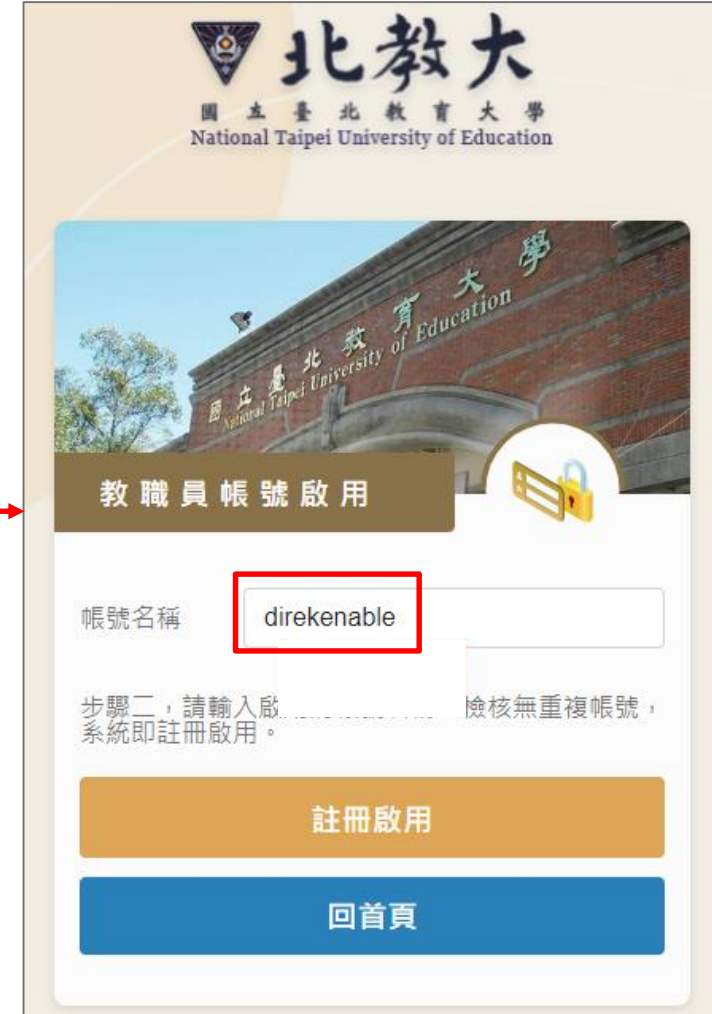 北教大
國立臺北教育大學
National Taipei University of Education
國立臺北教育大學
National Taipei University of Education
教職員帳號啟用
帳號名稱
direkenable
步驟二，請輸入啟 檢核無重複帳號，
系統即註冊啟用。
註冊啟用
回首頁